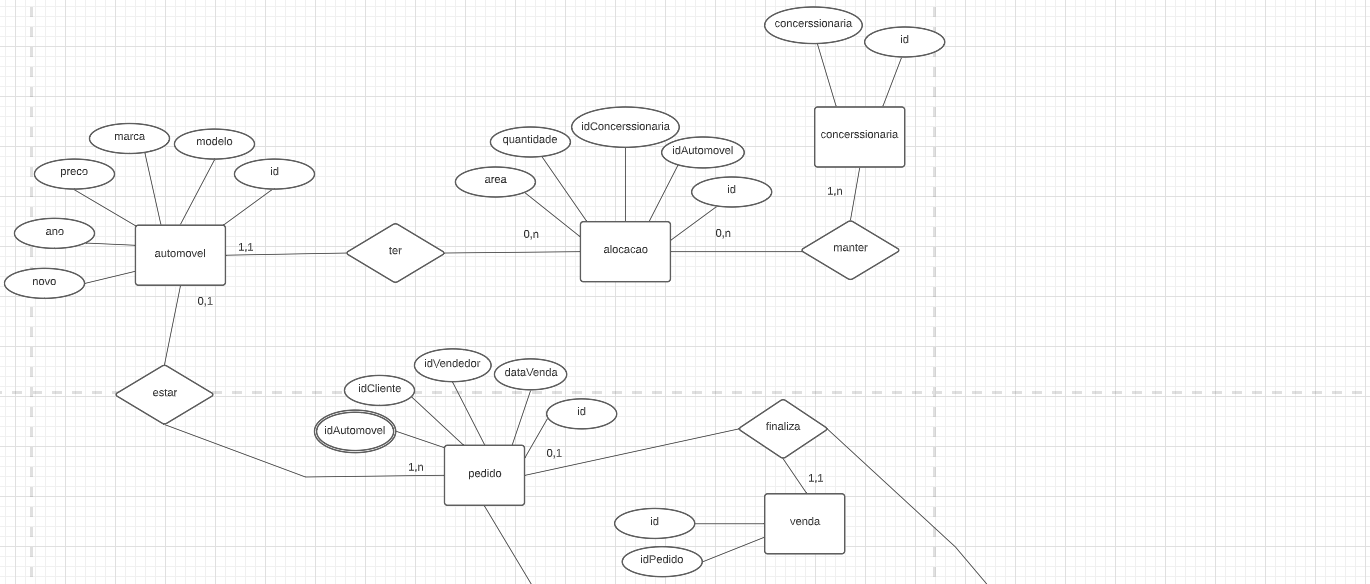 concerssionaria
id
concerssionaria
1,n
manter
idConcerssionaria
quantidade
idAutomovel
area
id
0,n
alocacao
0,n
marca
modelo
preco
id
ano
automovel
1,1
ter
novo
0,1
estar
idVendedor
dataVenda
idCliente
id
idAutomovel
0,1
1,n
pedido
finaliza
1,1
venda
id
idPedido